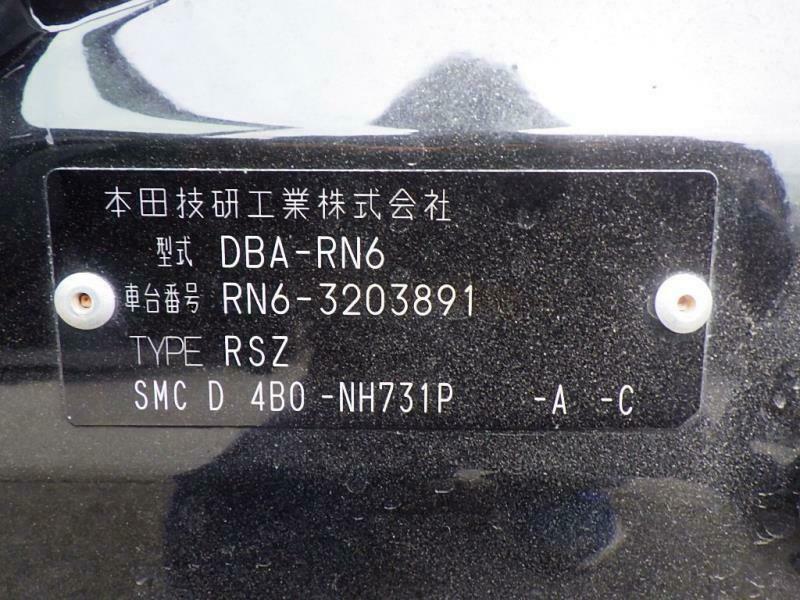 本田技研工業株式会社
型式 DBA-RN6
車台番号 RN6-3203891
TYPE RSZ
SMC D 4B0 -NH731P -A -C